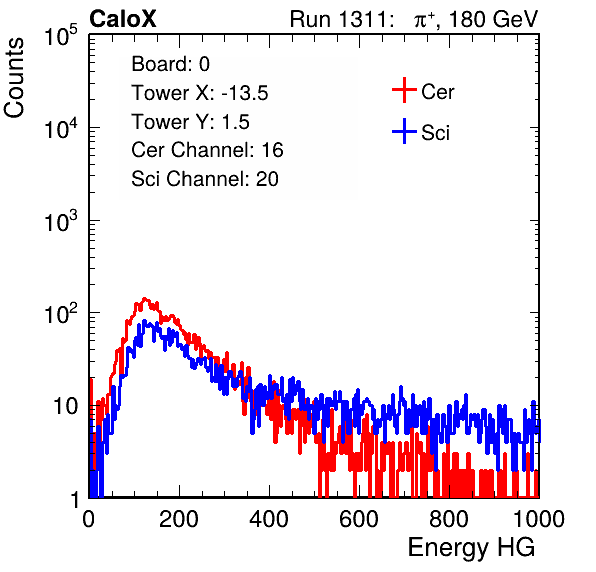 CaloX Run 1311: π⁺, 180 GeV
Counts
10⁵
10⁴
10³
10²
10
1
Board: 0
Tower X: -13.5
Tower Y: 1.5
Cer Channel: 16
Sci Channel: 20
Cer
Sci
0 200 400 600 800 1000
Energy HG